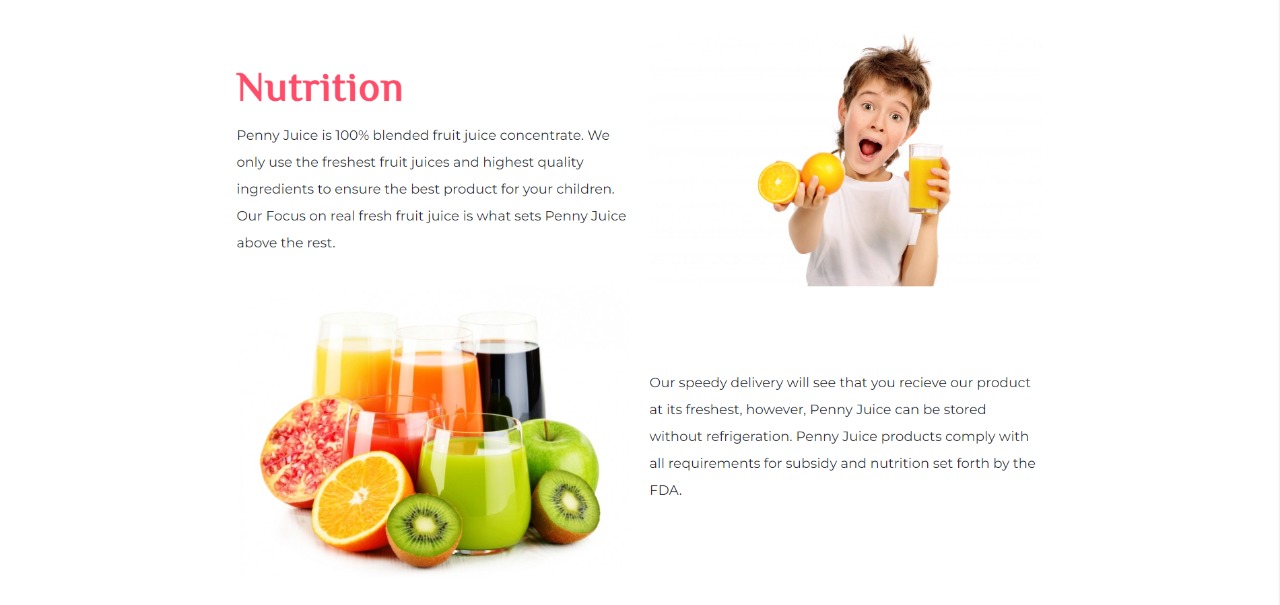 Nutrition
Penny Juice is 100% blended fruit juice concentrate. We
only use the freshest fruit juices and highest quality
ingredients to ensure the best product for your children.
Our Focus on real fresh fruit juice is what sets Penny Juice
above the rest.
Our speedy delivery will see that you recieve our product
at its freshest, however, Penny Juice can be stored
without refrigeration. Penny Juice products comply with
all requirements for subsidy and nutrition set forth by the
FDA.